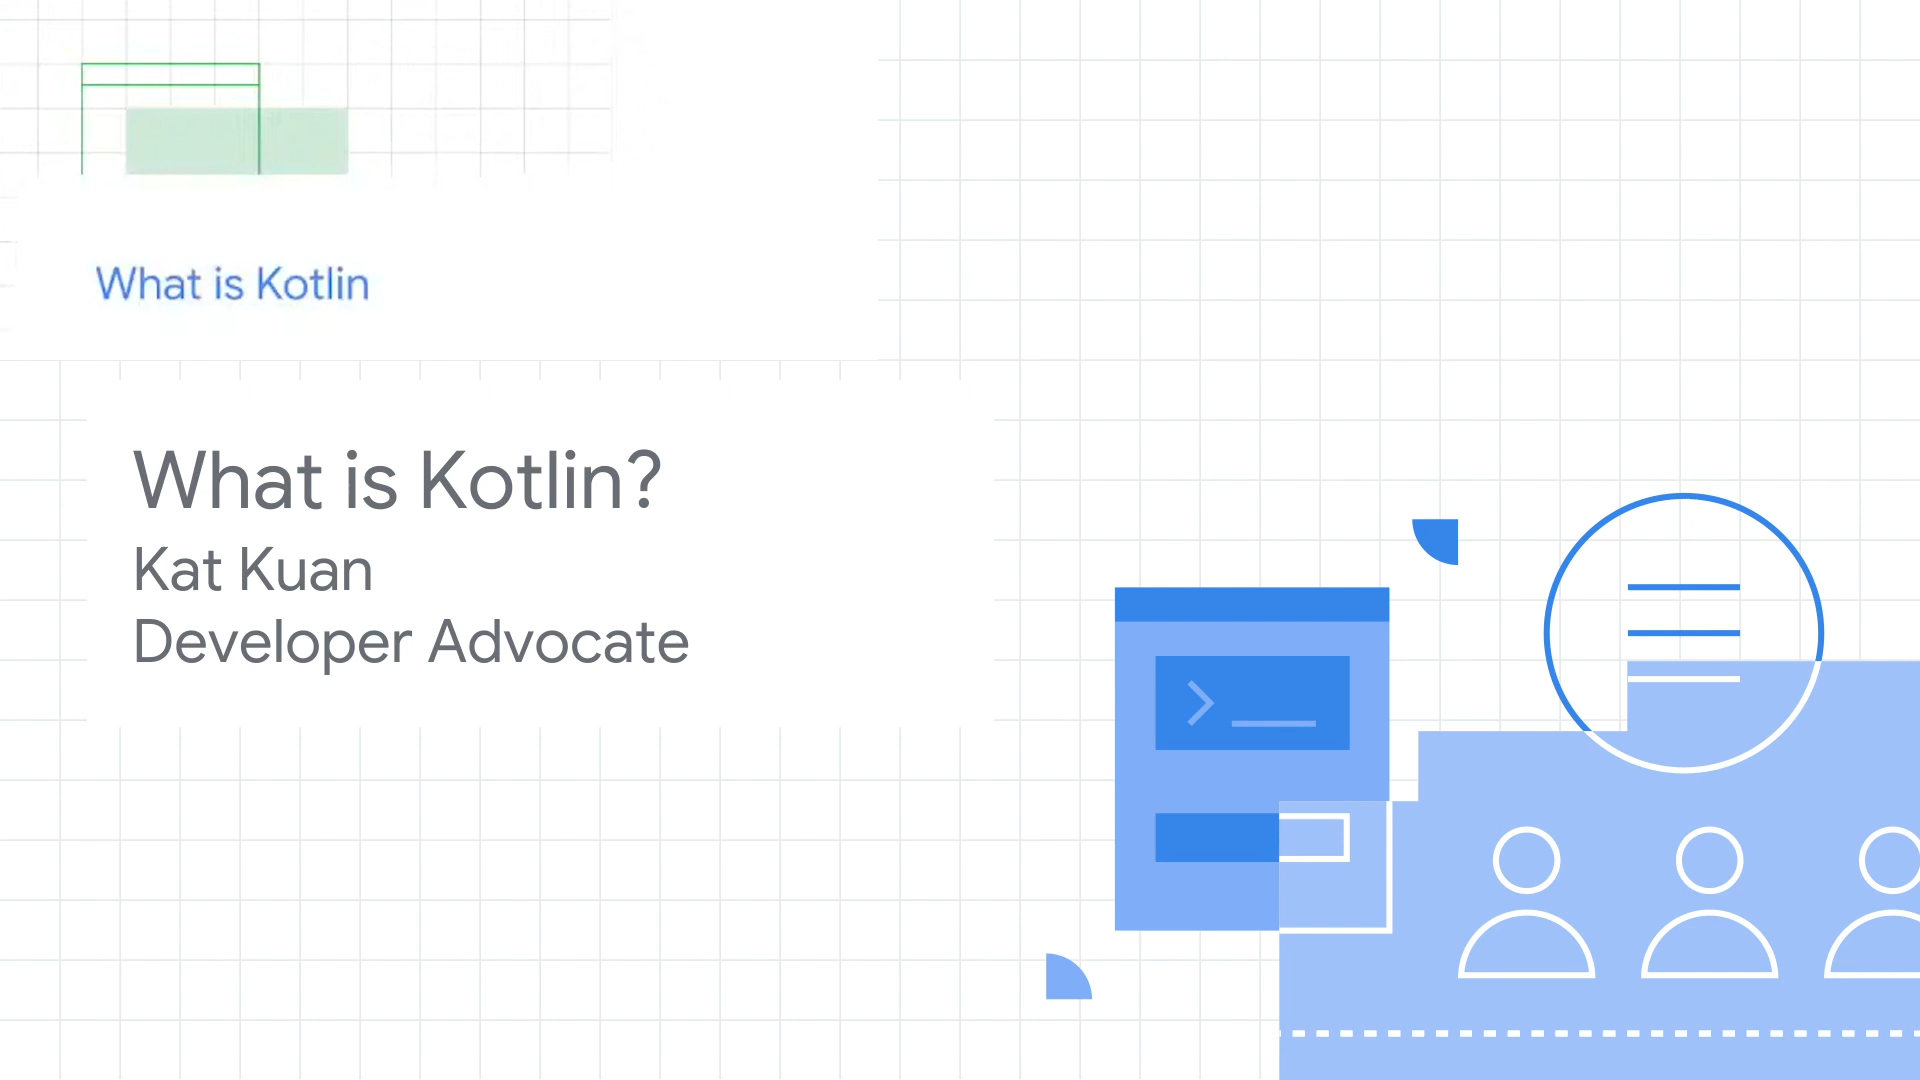 What is Kotlin
What is Kotlin?
Kat Kuan
Developer Advocate